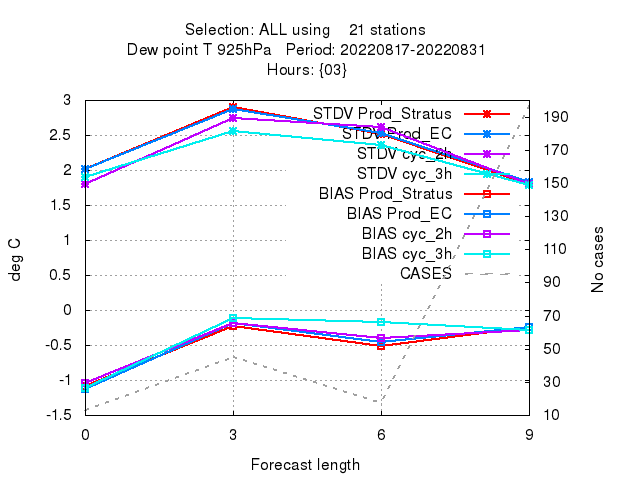 Selection: ALL using    21 stations
Dew point T 925hPa   Period: 20220817-20220831
Hours: {03}
3
2.5
2
1.5
1
0.5
0
-0.5
-1
-1.5
deg C
STDV Prod_Stratus
STDV Prod_EC
STDV cyc_2h
STDV cyc_3h
BIAS Prod_Stratus
BIAS Prod_EC
BIAS cyc_2h
BIAS cyc_3h
CASES
190
170
150
130
110
90
70
50
30
10
No cases
0 3 6 9
Forecast length